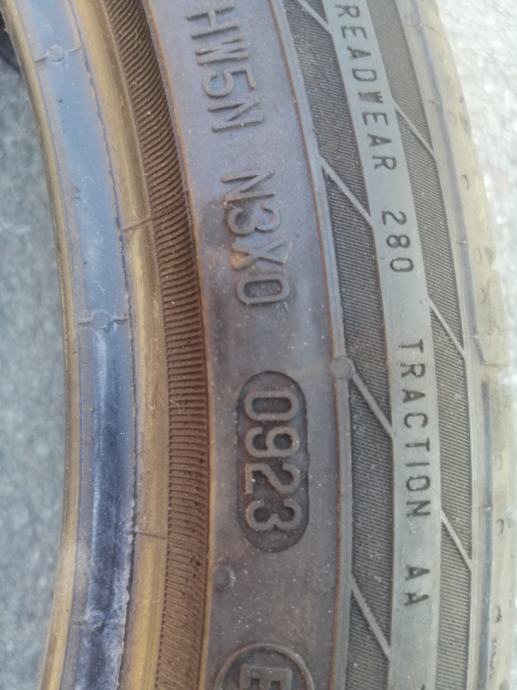 HW5N N3X0 0923
E
READWEAR 280 TRACTION AA